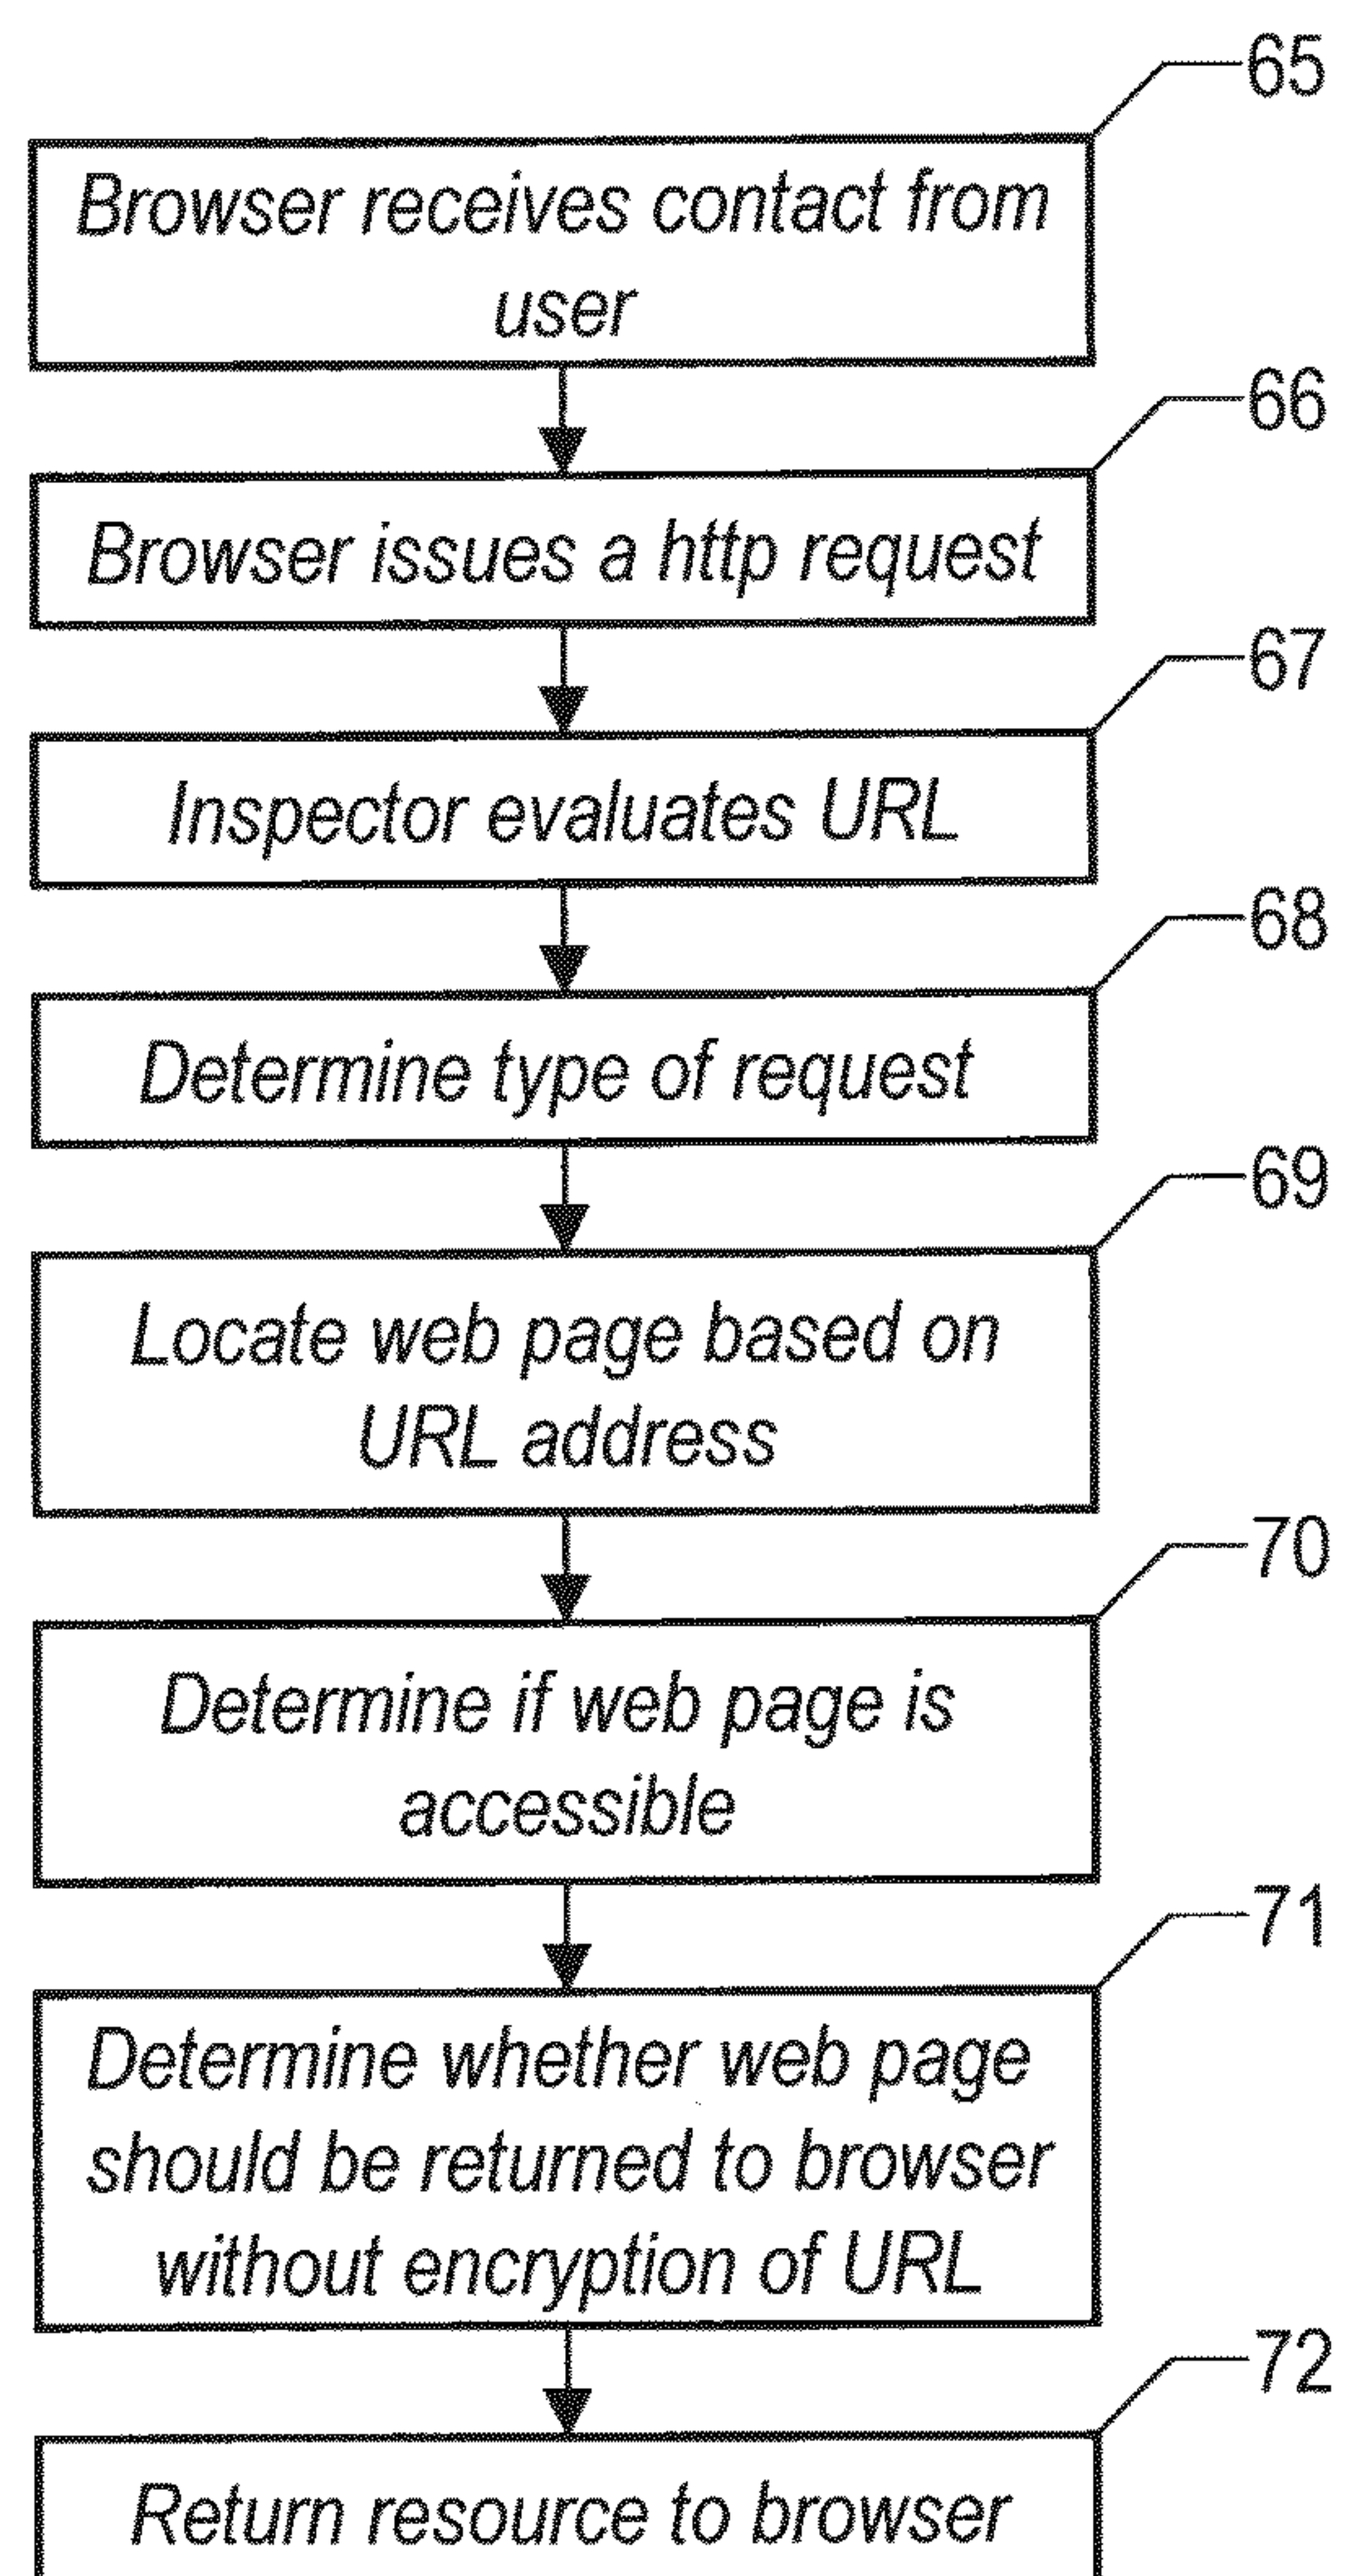 65
Browser receives contact from
user
66
Browser issues a http request
67
Inspector evaluates URL
68
Determine type of request
69
Locate web page based on
URL address
70
Determine if web page is
accessible
71
Determine whether web page
should be returned to browser
without encryption of URL
72
Return resource to browser